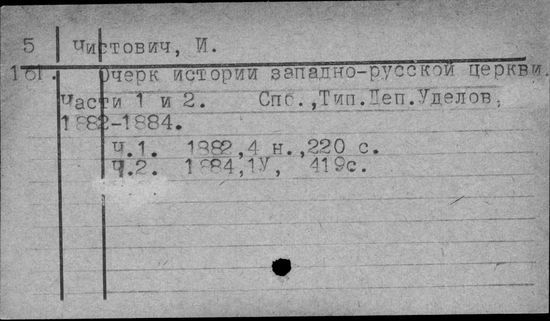 5 Чистович, И.
161. Очерк истории западно-русской церкви.
Части 1 и 2. Спб.,Тип.Деп.Уделов,
1882-1884.
Ч.1. 1882,4 н.,220 с.
Ч.2. 1884,1У, 419с.